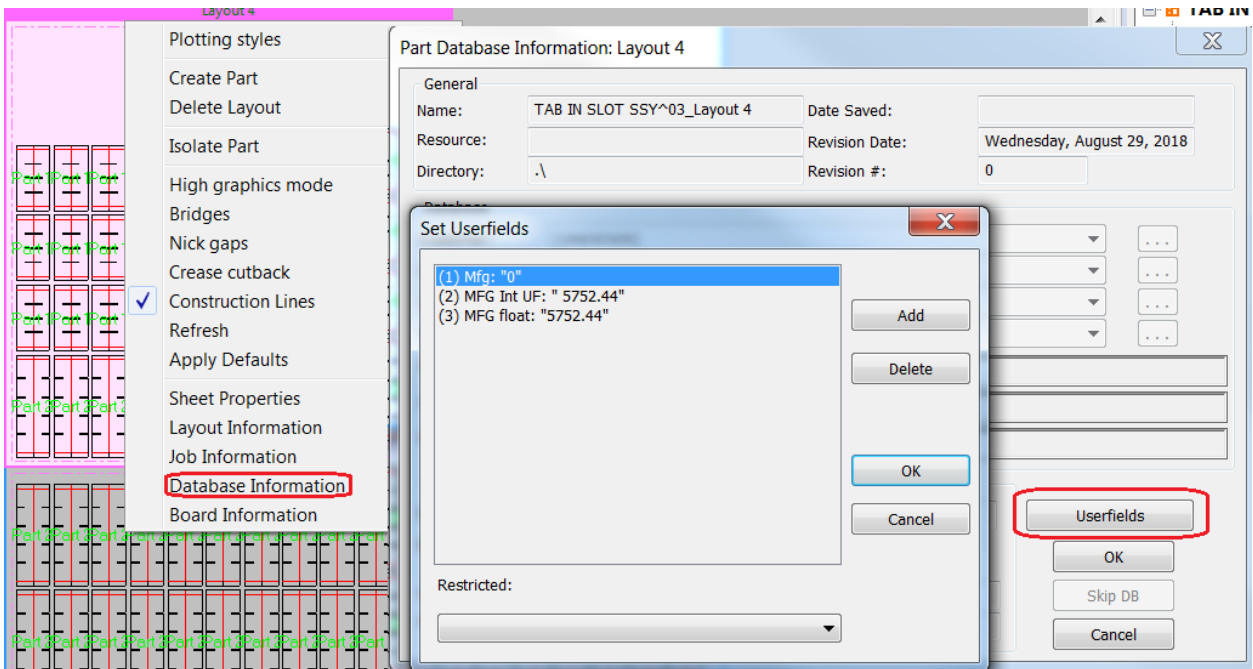 Layout 4
TAB IN
Plotting styles
Create Part
Delete Layout
Isolate Part
High graphics mode
Bridges
Nick gaps
Crease cutback
Construction Lines
Refresh
Apply Defaults
Sheet Properties
Layout Information
Job Information
Database Information
Board Information
Part Database Information: Layout 4
General
Name: TAB IN SLOT SSY^03_Layout 4 Date Saved:
Resource: Revision Date: Wednesday, August 29, 2018
Directory: .\ Revision #: 0
Database
Set Userfields
(1) Mfg: "0"
(2) MFG Int UF: " 5752.44"
(3) MFG float: "5752.44"
Add
Delete
OK
Cancel
Restricted:
...
...
...
...
Userfields
OK
Skip DB
Cancel